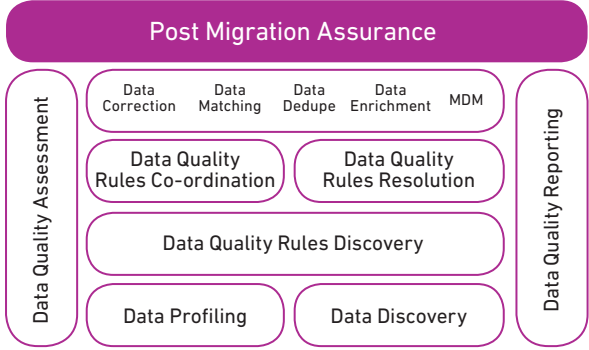 Post Migration Assurance
Data Quality Assessment
Data
Correction
Data
Matching
Data
Dedupe
Data
Enrichment
MDM
Data Quality
Rules Co-ordination
Data Quality
Rules Resolution
Data Quality Rules Discovery
Data Profiling
Data Discovery
Data Quality Reporting